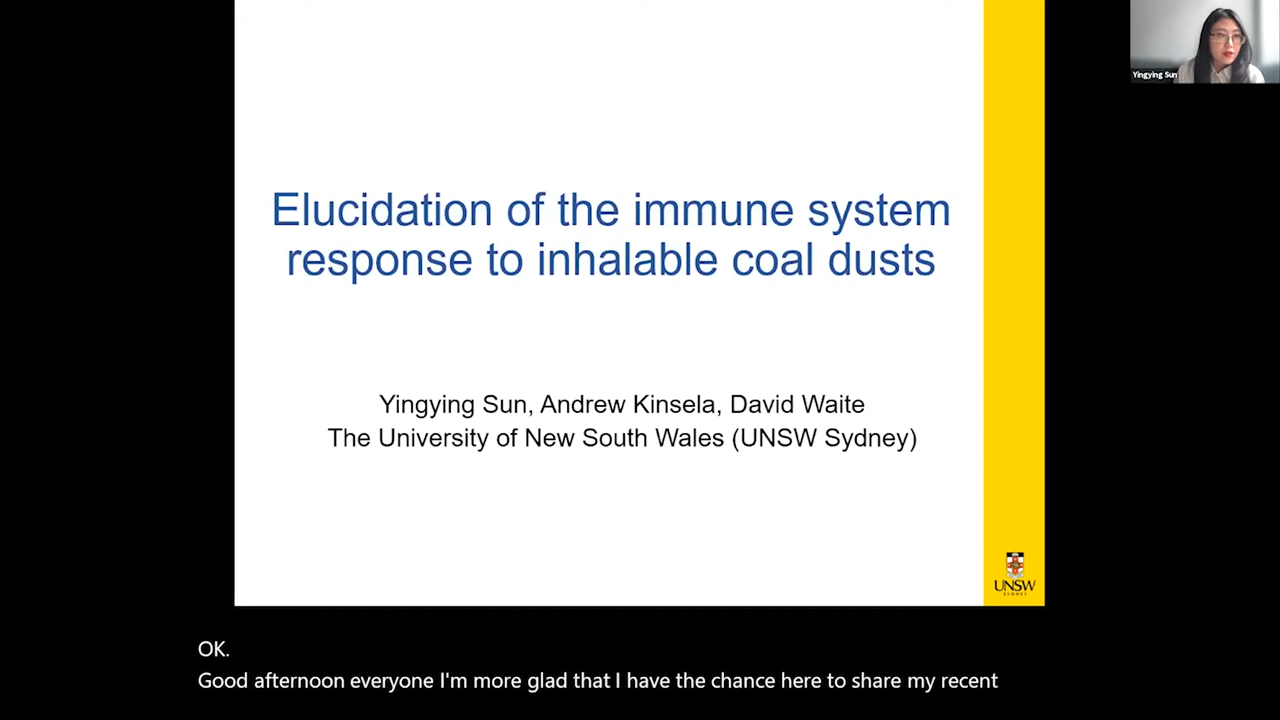 Elucidation of the immune system
response to inhalable coal dusts
Yingying Sun, Andrew Kinsela, David Waite
The University of New South Wales (UNSW Sydney)
UNSW
SYDNEY
Yingying Sun
OK.
Good afternoon everyone I'm more glad that I have the chance here to share my recent